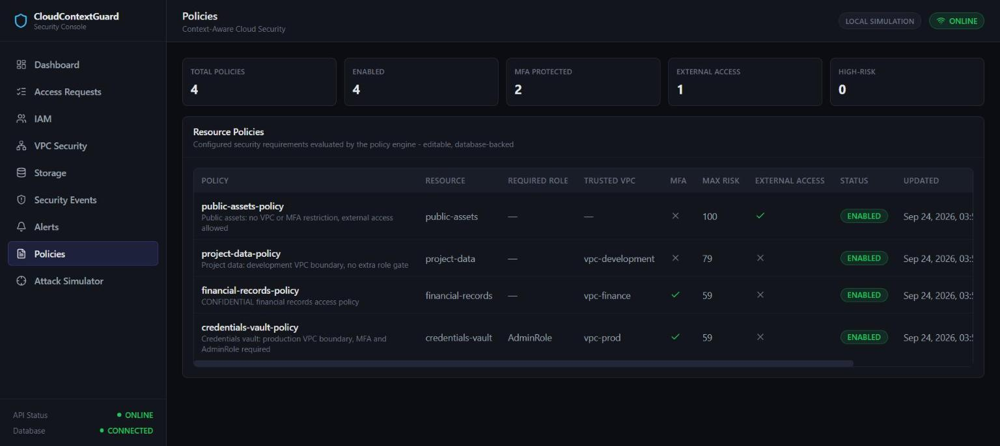 CloudContextGuard
Security Console
Dashboard
Access Requests
IAM
VPC Security
Storage
Security Events
Alerts
Policies
Attack Simulator
API Status ONLINE
Database CONNECTED
Policies
Context-Aware Cloud Security
LOCAL SIMULATION
ONLINE
TOTAL POLICIES
4
ENABLED
4
MFA PROTECTED
2
EXTERNAL ACCESS
1
HIGH-RISK
0
Resource Policies
Configured security requirements evaluated by the policy engine - editable, database-backed
POLICY RESOURCE REQUIRED ROLE TRUSTED VPC MFA MAX RISK EXTERNAL ACCESS STATUS UPDATED
public-assets-policy
Public assets: no VPC or MFA restriction, external access
allowed
public-assets — — 100 ENABLED Sep 24, 2026, 03:
project-data-policy
Project data: development VPC boundary, no extra role gate
project-data — vpc-development 79 ENABLED Sep 24, 2026, 03:
financial-records-policy
CONFIDENTIAL financial records access policy
financial-records — vpc-finance 59 ENABLED Sep 24, 2026, 03:
credentials-vault-policy
Credentials vault: production VPC boundary, MFA and
AdminRole required
credentials-vault AdminRole vpc-prod 59 ENABLED Sep 24, 2026, 03: